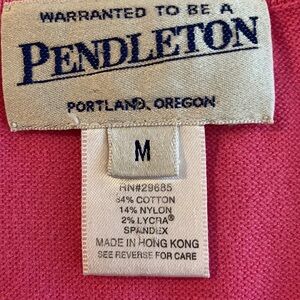 WARRANTED TO BE A
PENDLETON
PORTLAND, OREGON
M
RN#29685
84% COTTON
14% NYLON
2% LYCRA®
SPANDEX
MADE IN HONG KONG
SEE REVERSE FOR CARE